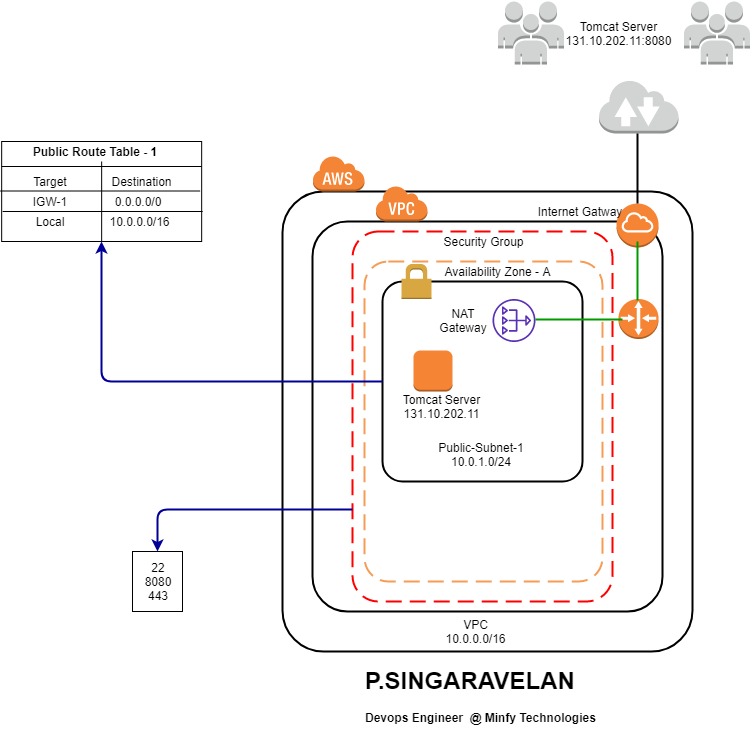 Tomcat Server
131.10.202.11:8080
Public Route Table - 1
Target Destination
IGW-1 0.0.0.0/0
Local 10.0.0.0/16
AWS
VPC
Internet Gatway
Security Group
Availability Zone - A
NAT
Gateway
Tomcat Server
131.10.202.11
Public-Subnet-1
10.0.1.0/24
22
8080
443
VPC
10.0.0.0/16
P.SINGARAVELAN
Devops Engineer @ Minfy Technologies